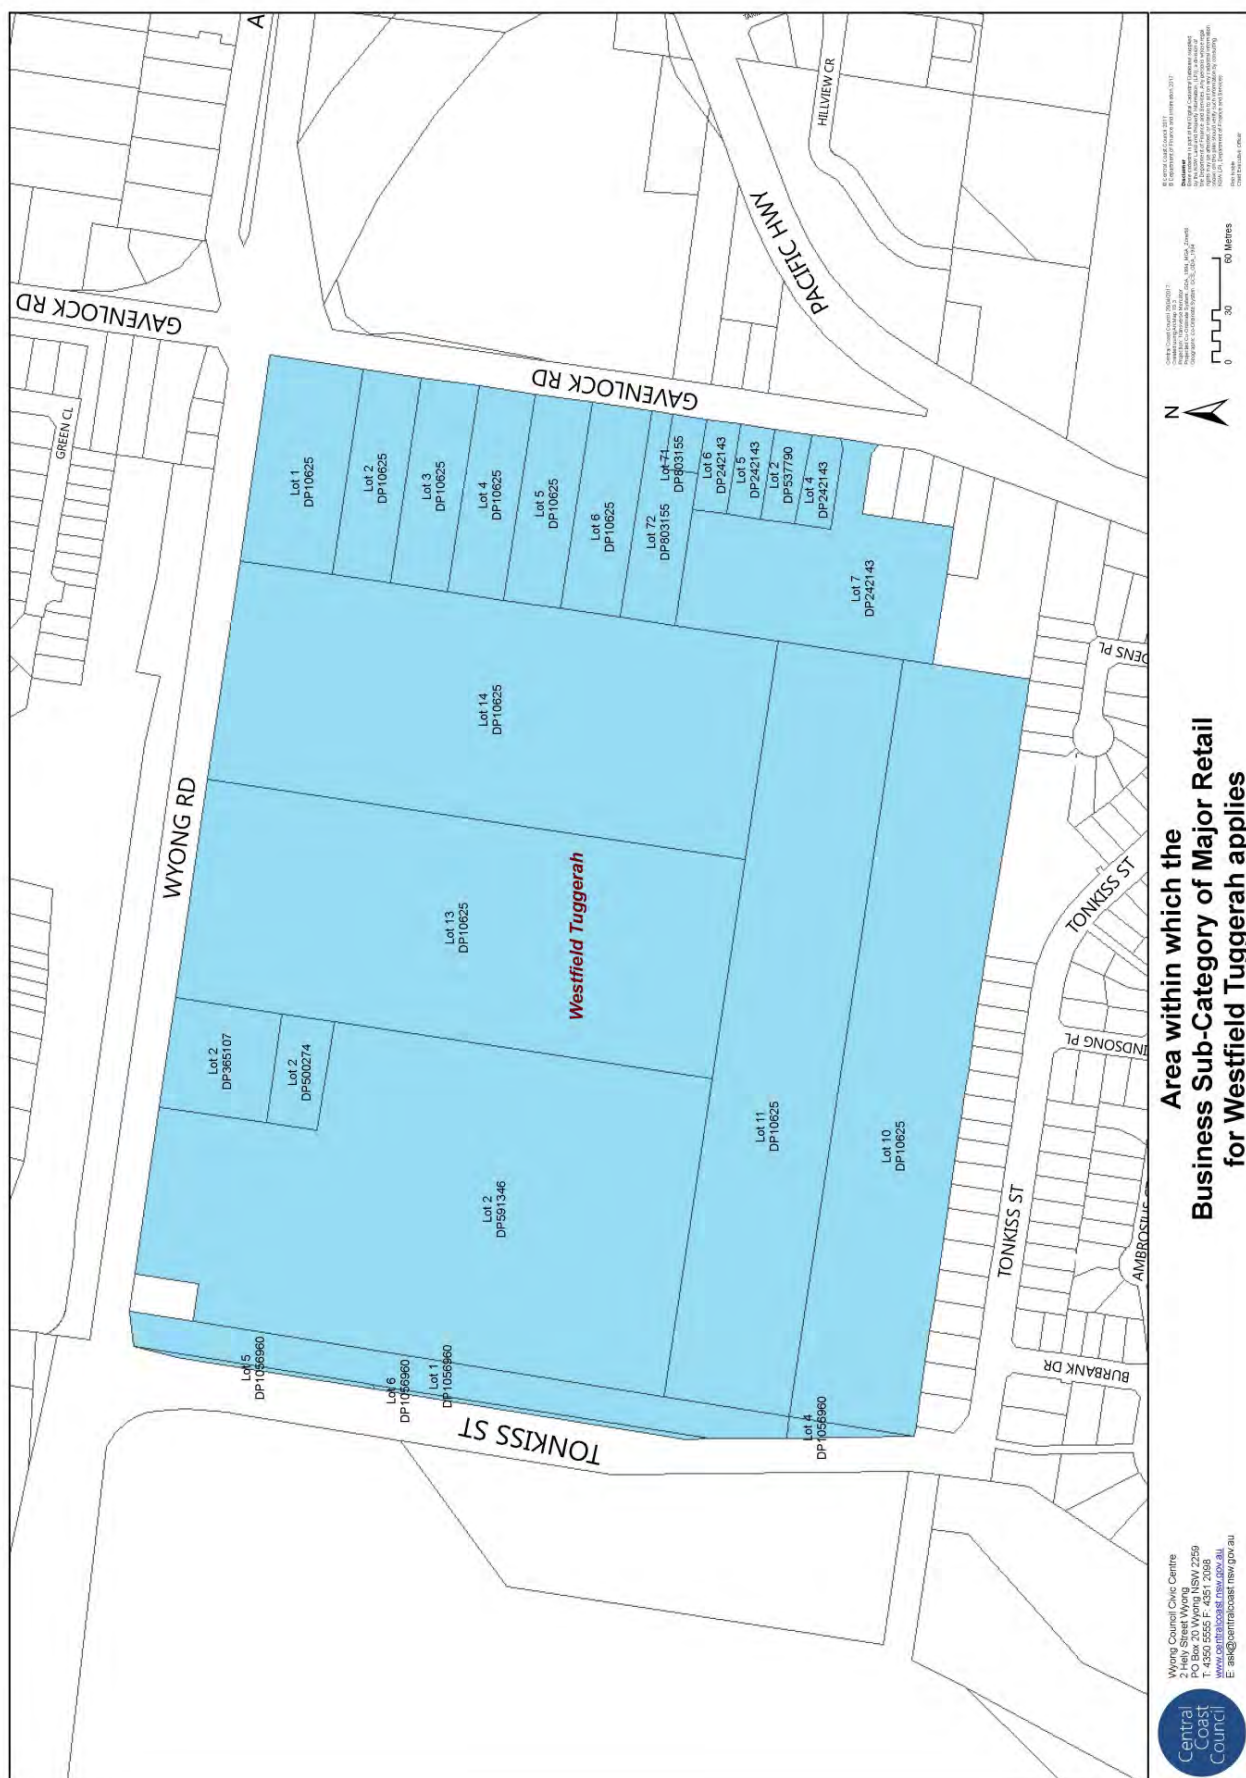 A
GAVENLOCK RD
GREEN CL
HILLVIEW CR
PACIFIC HWY
WYONG RD
GAVENLOCK RD
Lot 1
DP10625
Lot 2
DP10625
Lot 3
DP10625
Lot 4
DP10625
Lot 5
DP10625
Lot 6
DP10625
Lot 72
DP803155
Lot 71
DP803155
Lot 6
DP242143
Lot 5
DP242143
Lot 2
DP537790
Lot 4
DP242143
Lot 7
DP242143
Lot 14
DP10625
Lot 13
DP10625
Westfield Tuggerah
Lot 2
DP365107
Lot 2
DP500274
Lot 2
DP591346
Lot 11
DP10625
Lot 10
DP10625
Lot 5
DP1056960
Lot 6
DP1056960
Lot 1
DP1056960
Lot 4
DP1056960
TONKISS ST
TONKISS ST
TONKISS ST
DENS PL
INDSONG PL
BURBANK DR
Central
Coast
Council
Wyong Council Civic Centre
2 Hely Street Wyong
PO Box 20 Wyong NSW 2259
T: 4350 5555 F: 4351 2098
www.centralcoast.nsw.gov.au
E: ask@centralcoast.nsw.gov.au
Area within which the
Business Sub-Category of Major Retail
for Westfield Tuggerah applies
N
0 30 60 Metres